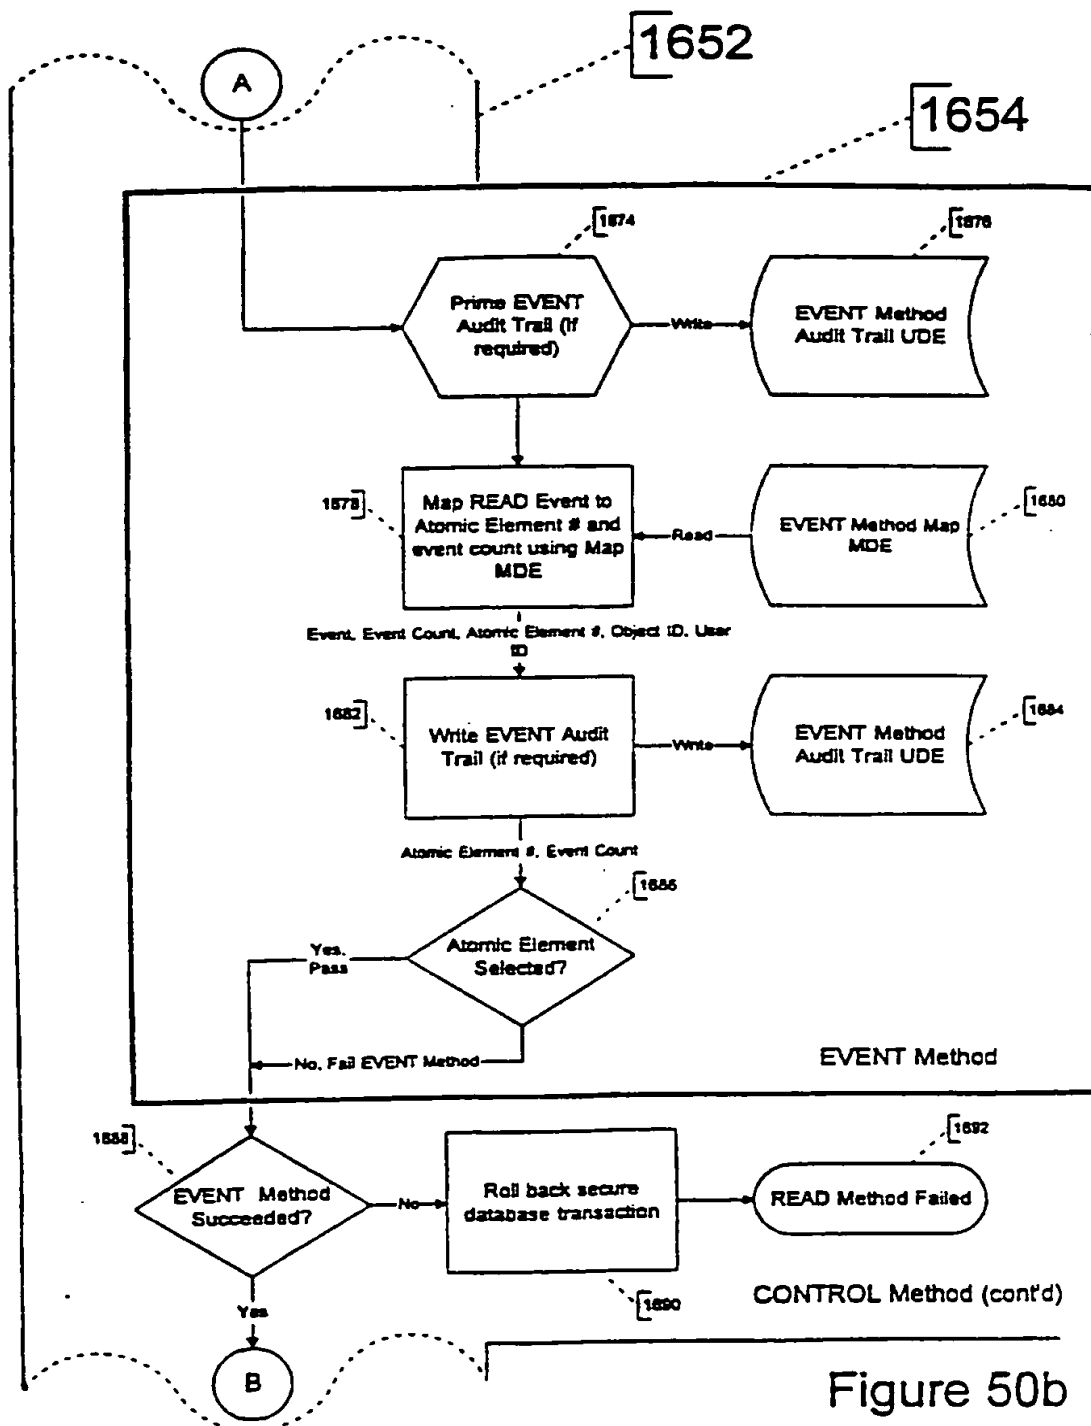 1652
A
1654
1674
1676
Prime EVENT
Audit Trail (if
required)
Write
EVENT Method
Audit Trail UDE
1678
Map READ Event to
Atomic Element # and
event count using Map
MDE
Read
EVENT Method Map
MDE
1680
Event, Event Count, Atomic Element #, Object ID, User
ID
1682
Write EVENT Audit
Trail (if required)
Write
EVENT Method
Audit Trail UDE
1684
Atomic Element #, Event Count
1686
Atomic Element
Selected?
Yes,
Pass
No, Fail EVENT Method
EVENT Method
1688
EVENT Method
Succeeded?
No
Roll back secure
database transaction
1692
READ Method Failed
1690
CONTROL Method (cont'd)
Yes
B
Figure 50b